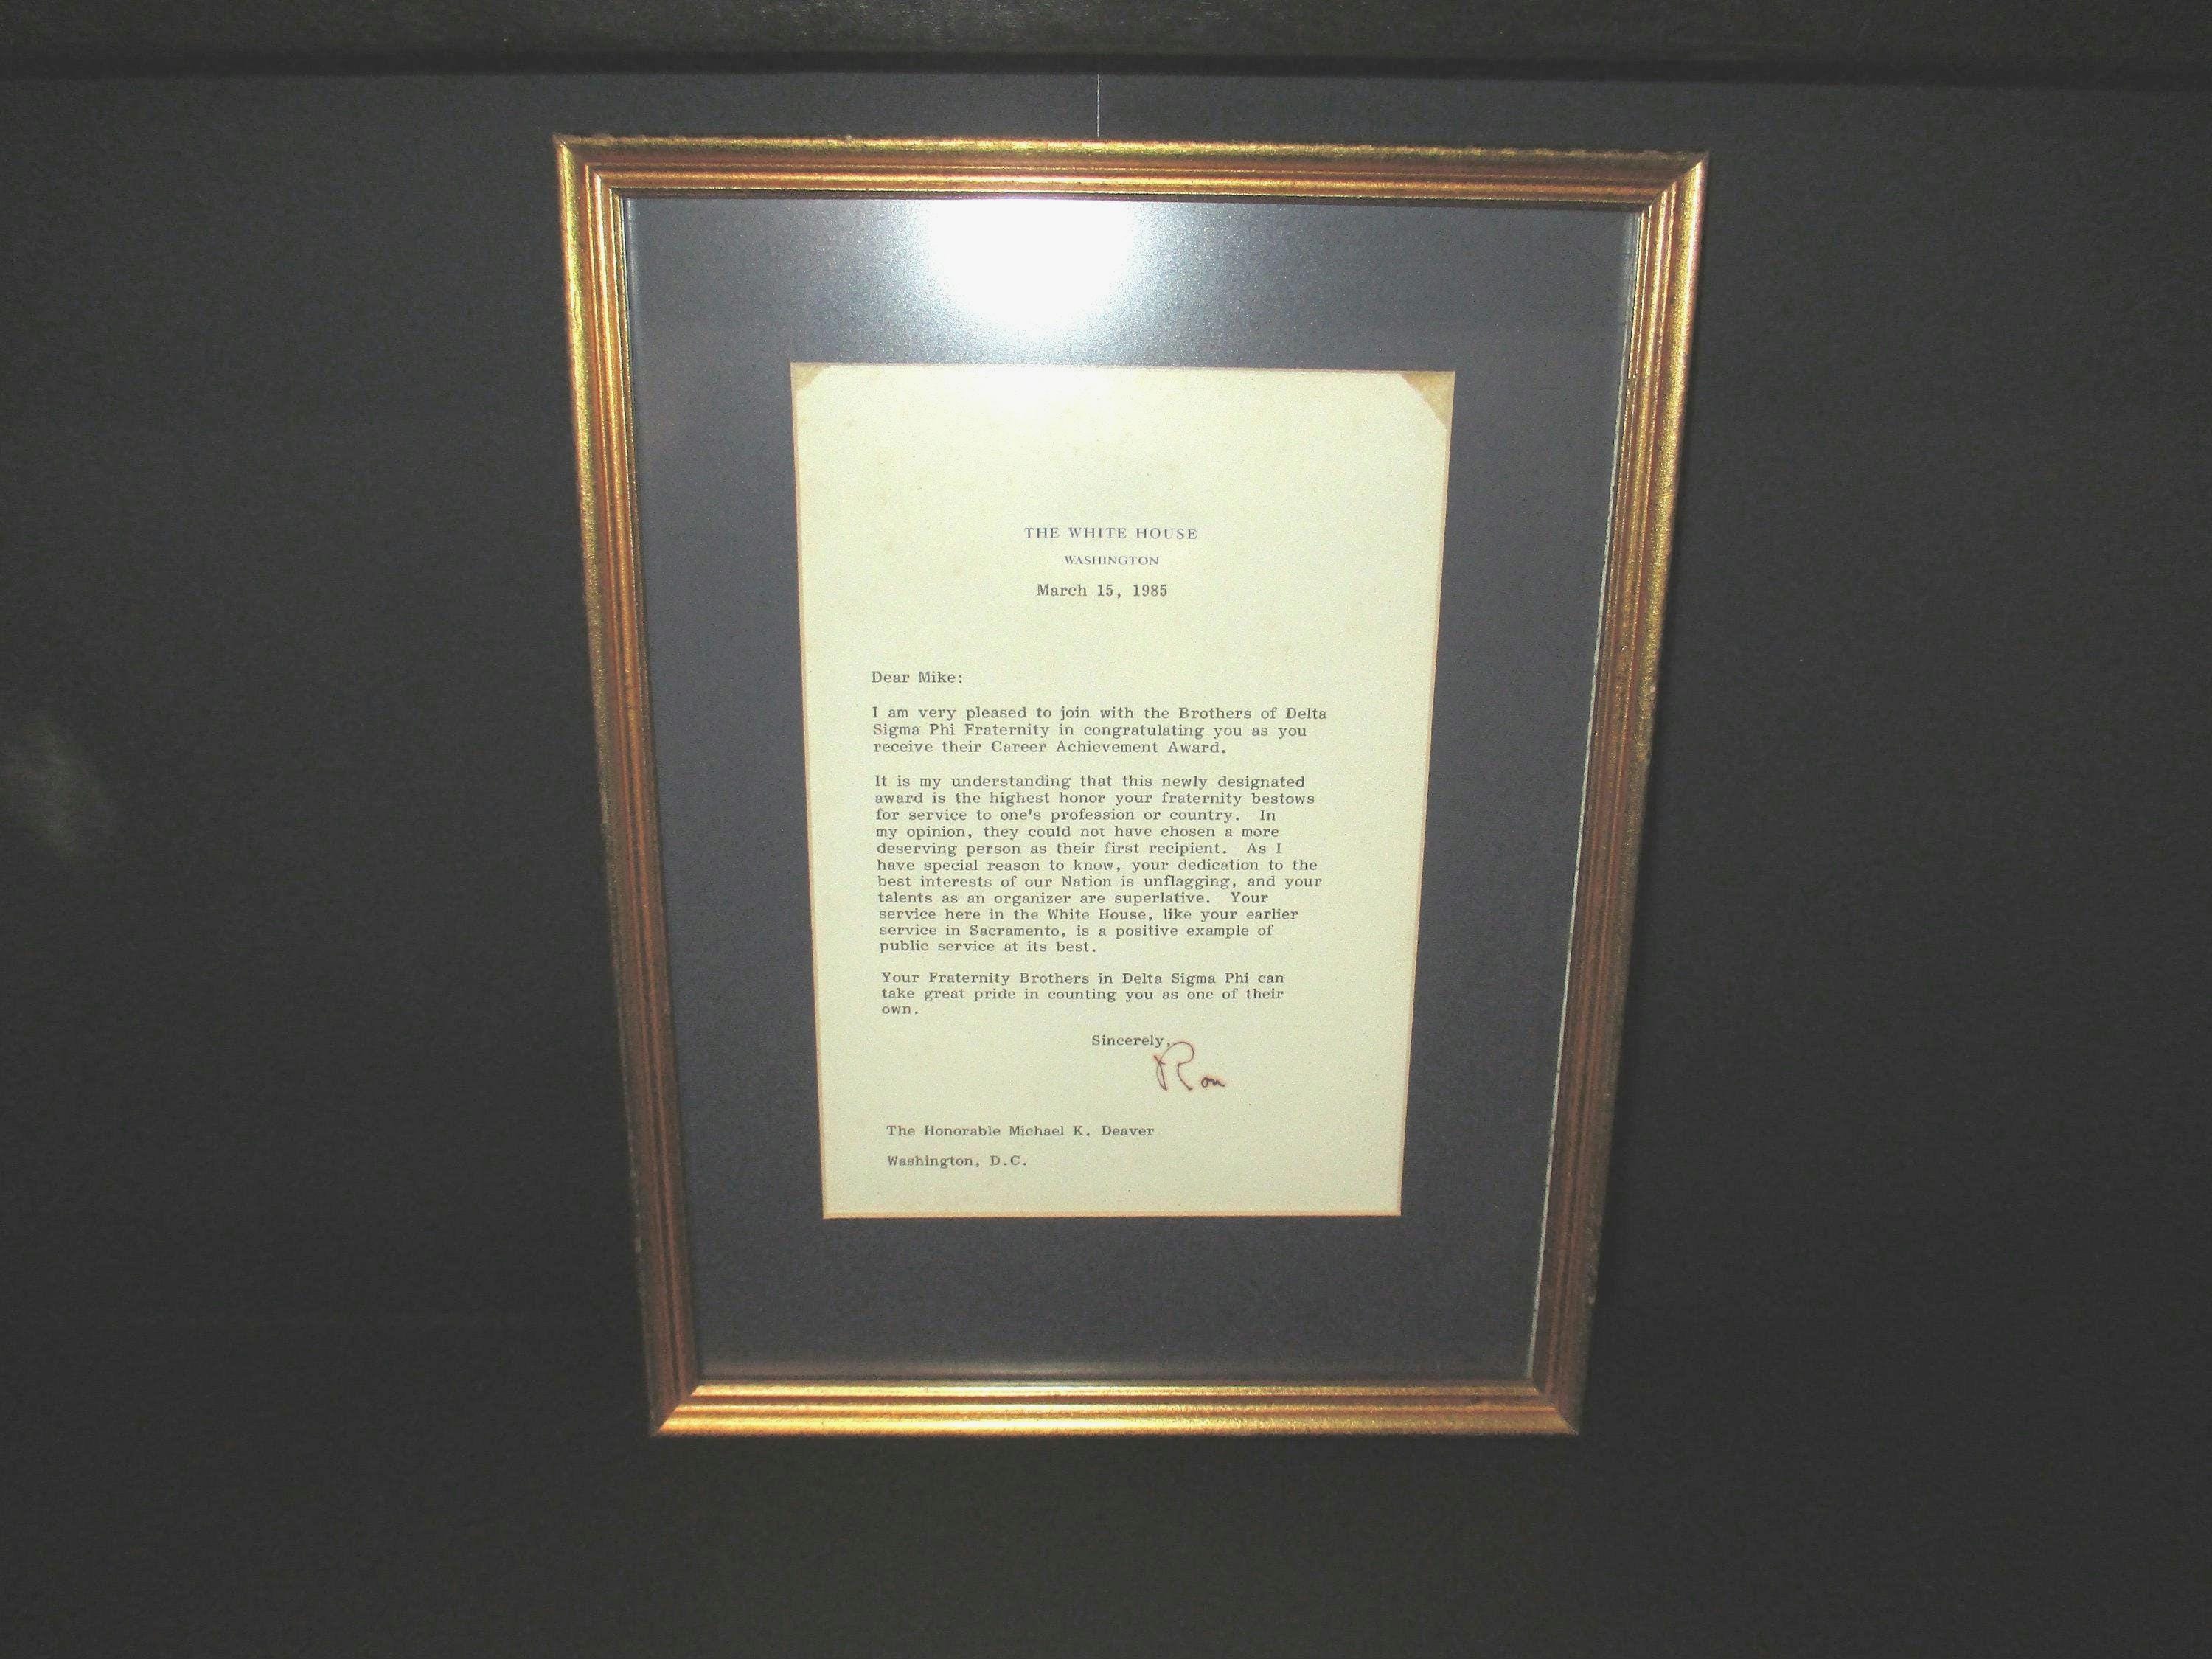 THE WHITE HOUSE
WASHINGTON
March 15, 1985
Dear Mike:
I am very pleased to join with the Brothers of Delta
Sigma Phi Fraternity in congratulating you as you
receive their Career Achievement Award.
It is my understanding that this newly designated
award is the highest honor your fraternity bestows
for service to one's profession or country.  In
my opinion, they could not have chosen a more
deserving person as their first recipient.  As I
have special reason to know, your dedication to the
best interests of our Nation is unflagging, and your
talents as an organizer are superlative.  Your
service here in the White House, like your earlier
service in Sacramento, is a positive example of
public service at its best.
Your Fraternity Brothers in Delta Sigma Phi can
take great pride in counting you as one of their
own.
Sincerely,
Ron
The Honorable Michael K. Deaver
Washington, D.C.